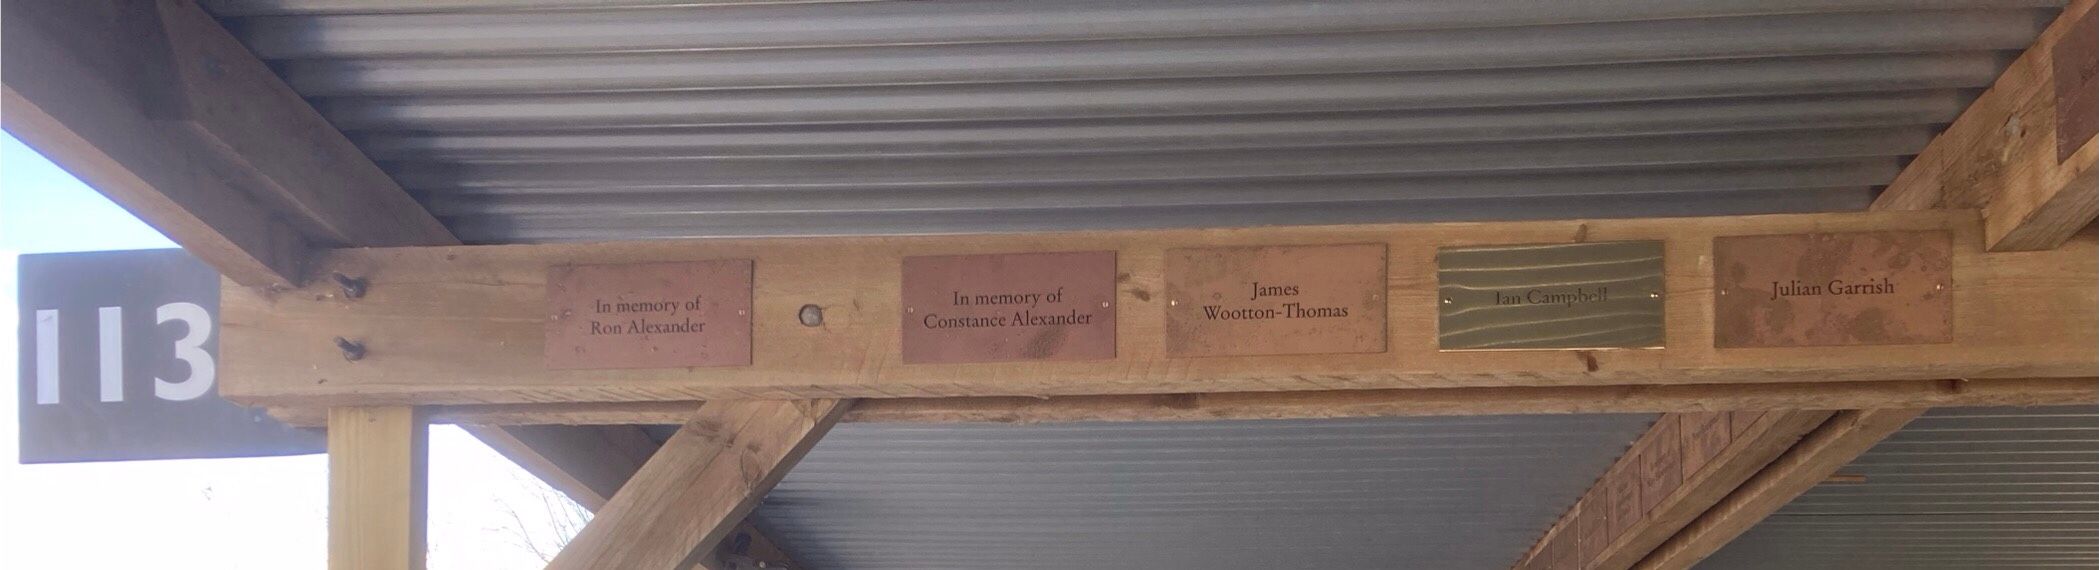 113
In memory of
Ron Alexander
In memory of
Constance Alexander
James
Wootton-Thomas
Ian Campbell
Julian Garrish